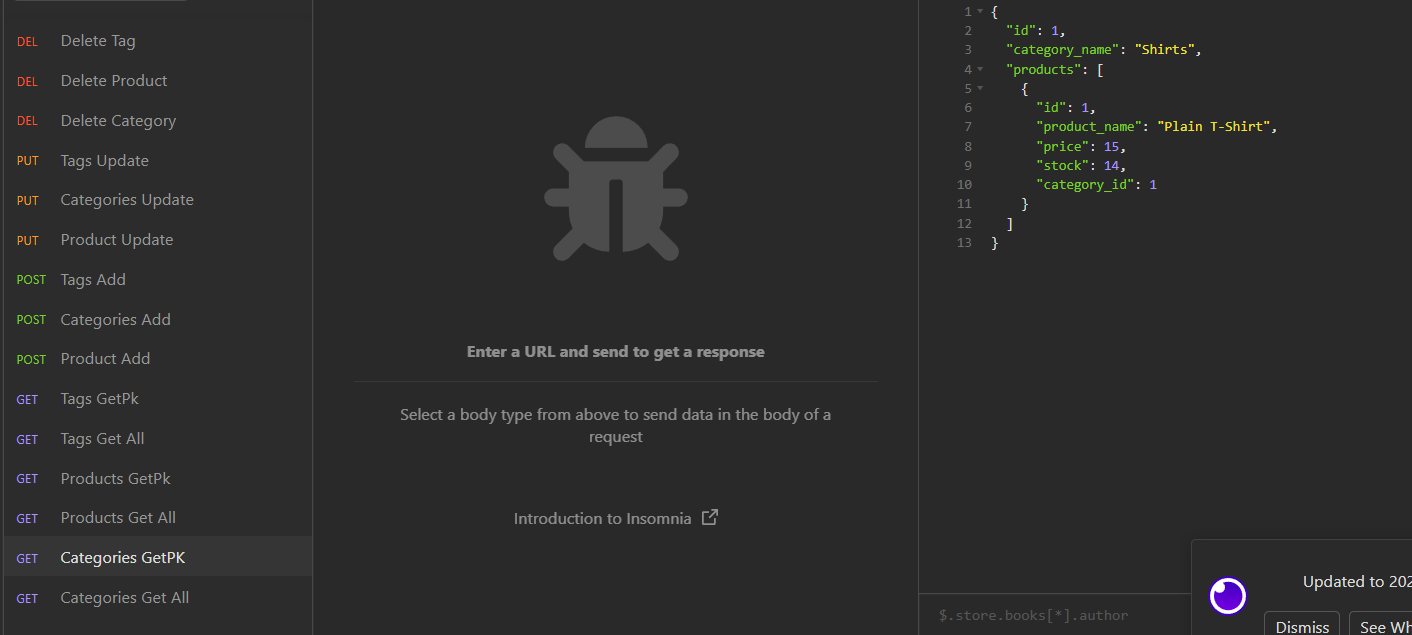 DEL Delete Tag
DEL Delete Product
DEL Delete Category
PUT Tags Update
PUT Categories Update
PUT Product Update
POST Tags Add
POST Categories Add
POST Product Add
GET Tags GetPk
GET Tags Get All
GET Products GetPk
GET Products Get All
GET Categories GetPK
GET Categories Get All
Enter a URL and send to get a response
Select a body type from above to send data in the body of a
request
Introduction to Insomnia
1 {
2 "id": 1,
3 "category_name": "Shirts",
4 "products": [
5 {
6 "id": 1,
7 "product_name": "Plain T-Shirt",
8 "price": 15,
9 "stock": 14,
10 "category_id": 1
11 }
12 ]
13 }
$.store.books[*].author
Updated to 202
Dismiss
See Wh